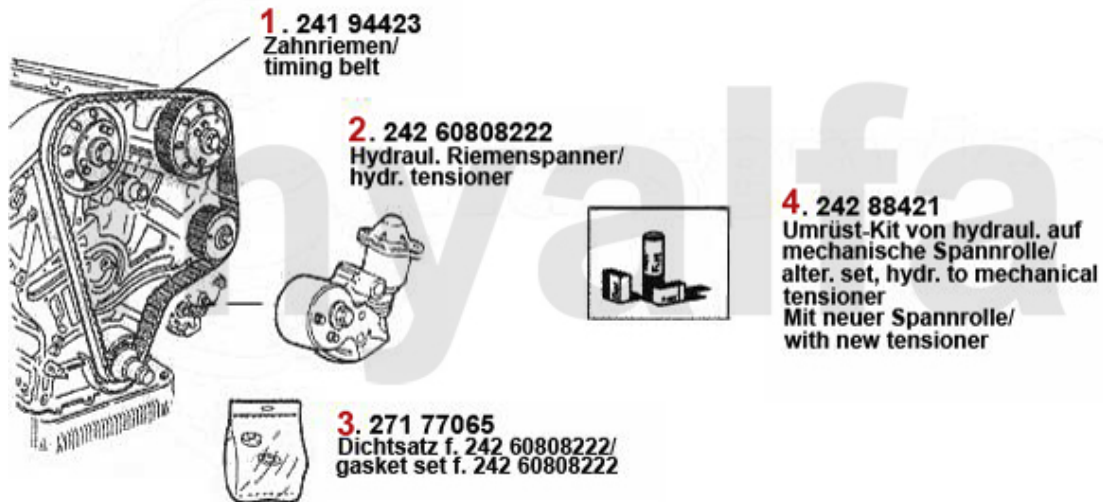 1. 241 94423
Zahnriemen/
timing belt
2. 242 60808222
Hydraul. Riemenspanner/
hydr. tensioner
3. 271 77065
Dichtsatz f. 242 60808222/
gasket set f. 242 60808222
4. 242 88421
Umrüst-Kit von hydraul. auf
mechanische Spannrolle/
alter. set, hydr. to mechanical
tensioner
Mit neuer Spannrolle/
with new tensioner